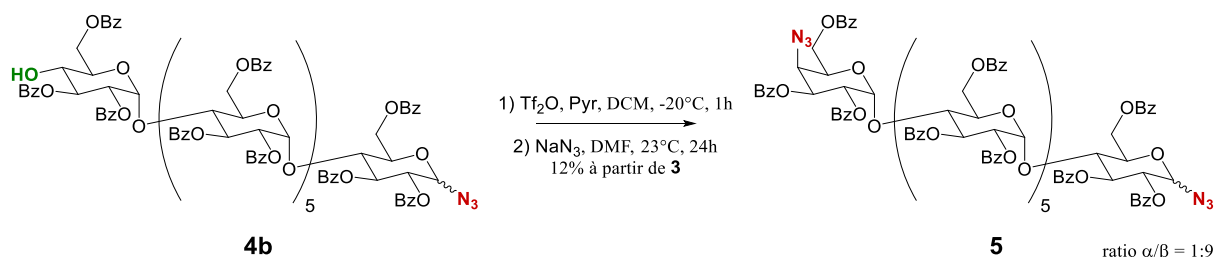 OBz
O
HO
BzO
BzO
O
OBz
O
BzO
BzO
O
5
OBz
O
BzO
OBz
N₃
4b
1) Tf₂O, Pyr, DCM, -20°C, 1h
2) NaN₃, DMF, 23°C, 24h
12% à partir de 3
OBz
N₃
O
BzO
BzO
O
OBz
O
BzO
BzO
O
5
OBz
O
BzO
OBz
N₃
5
ratio α/β = 1:9